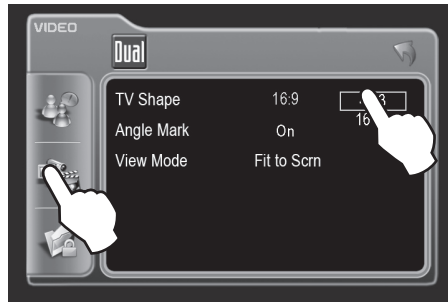 VIDEO
Dual
TV Shape 16:9
16
Angle Mark On
View Mode Fit to Scrn